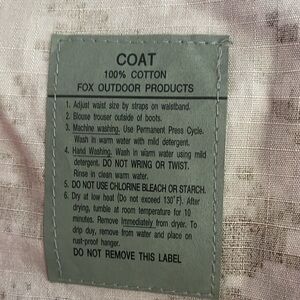 COAT
100% COTTON
FOX OUTDOOR PRODUCTS
1. Adjust waist size by straps on waistband.
2. Blouse trouser outside of boots.
3. Machine washing. Use Permanent Press Cycle.
Wash in warm water with mild detergent.
4. Hand Washing. Wash in warm water using mild
detergent. DO NOT WRING OR TWIST.
Rinse in clean warm water.
5. DO NOT USE CHLORINE BLEACH OR STARCH.
6. Dry at low heat (Do not exceed 130°F). After
drying, tumble at room temperature for 10
minutes. Remove Immediately from dryer. To
drip duy, remove from water and place on
rust-proof hanger.
DO NOT REMOVE THIS LABEL